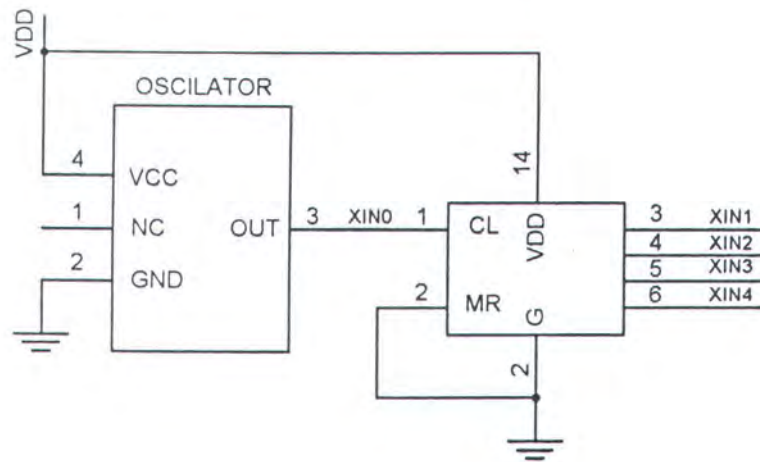 VDD
OSCILATOR
4 VCC
1 NC
2 GND
OUT 3 XIN0 1 CL
14
VDD
3 XIN1
4 XIN2
5 XIN3
6 XIN4
2 MR
G
2